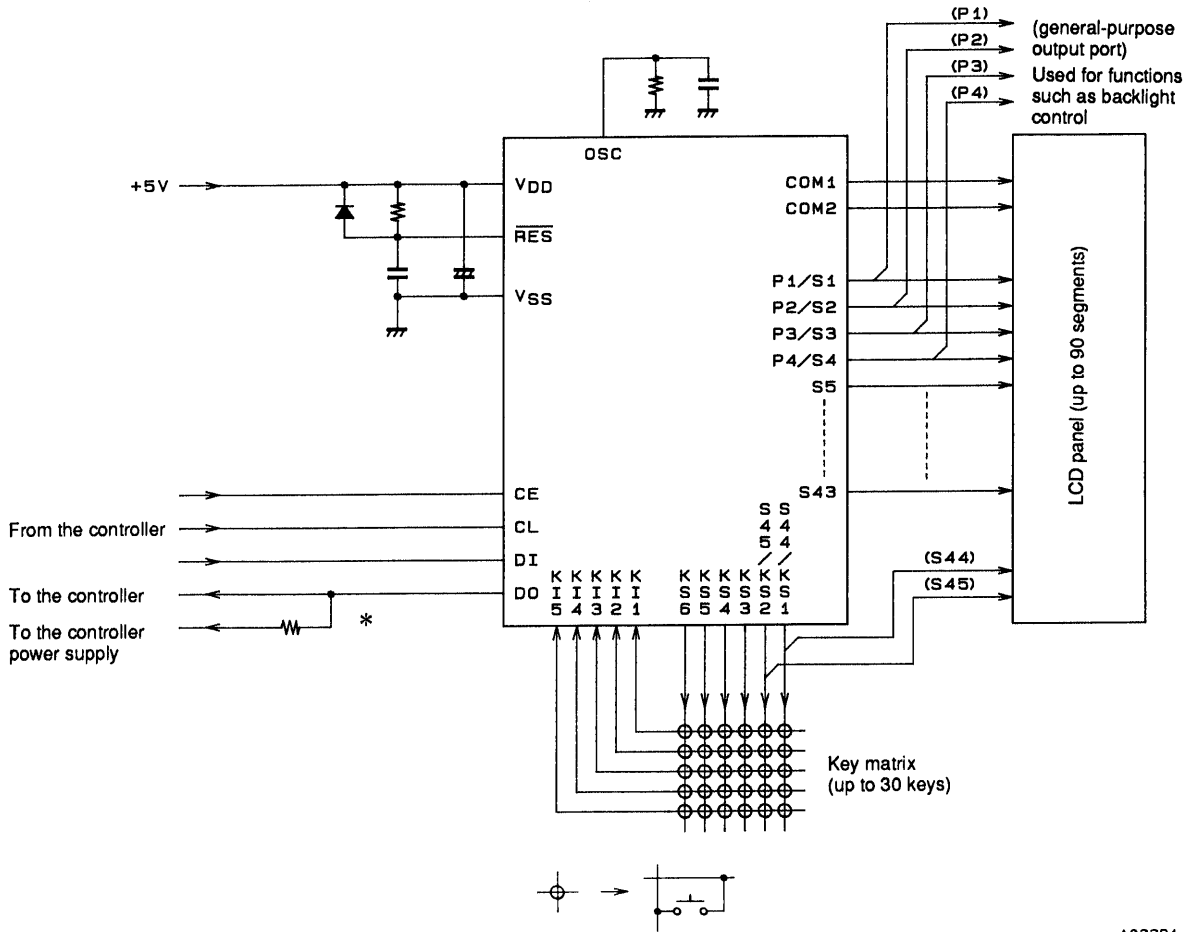 (P1)
(general-purpose
output port)
(P2)
(P3)
Used for functions
such as backlight
control
(P4)
OSC
+5V
VDD
RES
VSS
COM1
COM2
P1/S1
P2/S2
P3/S3
P4/S4
S5
S43
LCD panel (up to 90 segments)
CE
From the controller
CL
DI
To the controller
DO
To the controller
power supply
*
KI5
KI4
KI3
KI2
KI1
KS6
KS5
KS4
KS3
S45/KS2
S44/KS1
(S44)
(S45)
Key matrix
(up to 30 keys)